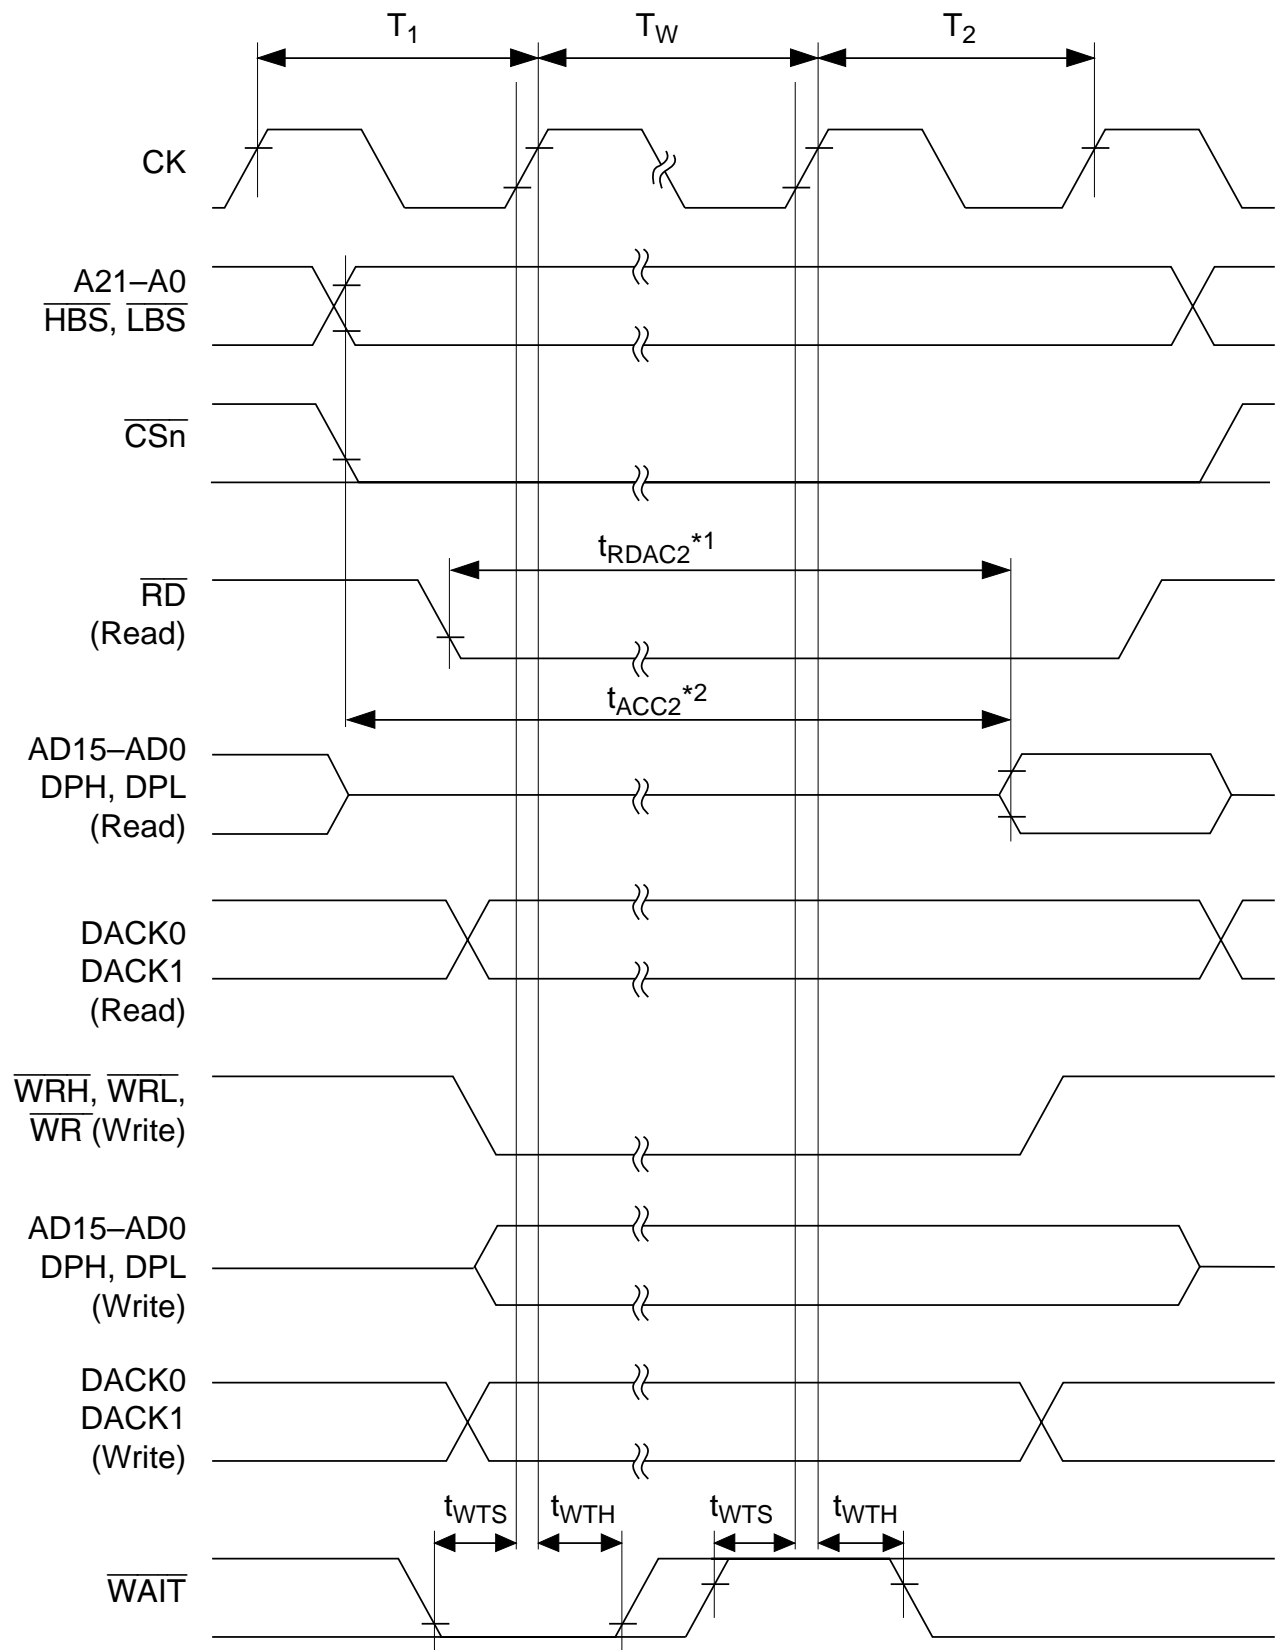 T1 TW T2
CK
A21–A0
HBS, LBS
CSn
tRDAC2*1
RD
(Read)
tACC2*2
AD15–AD0
DPH, DPL
(Read)
DACK0
DACK1
(Read)
WRH, WRL,
WR (Write)
AD15–AD0
DPH, DPL
(Write)
DACK0
DACK1
(Write)
tWTS tWTH tWTS tWTH
WAIT